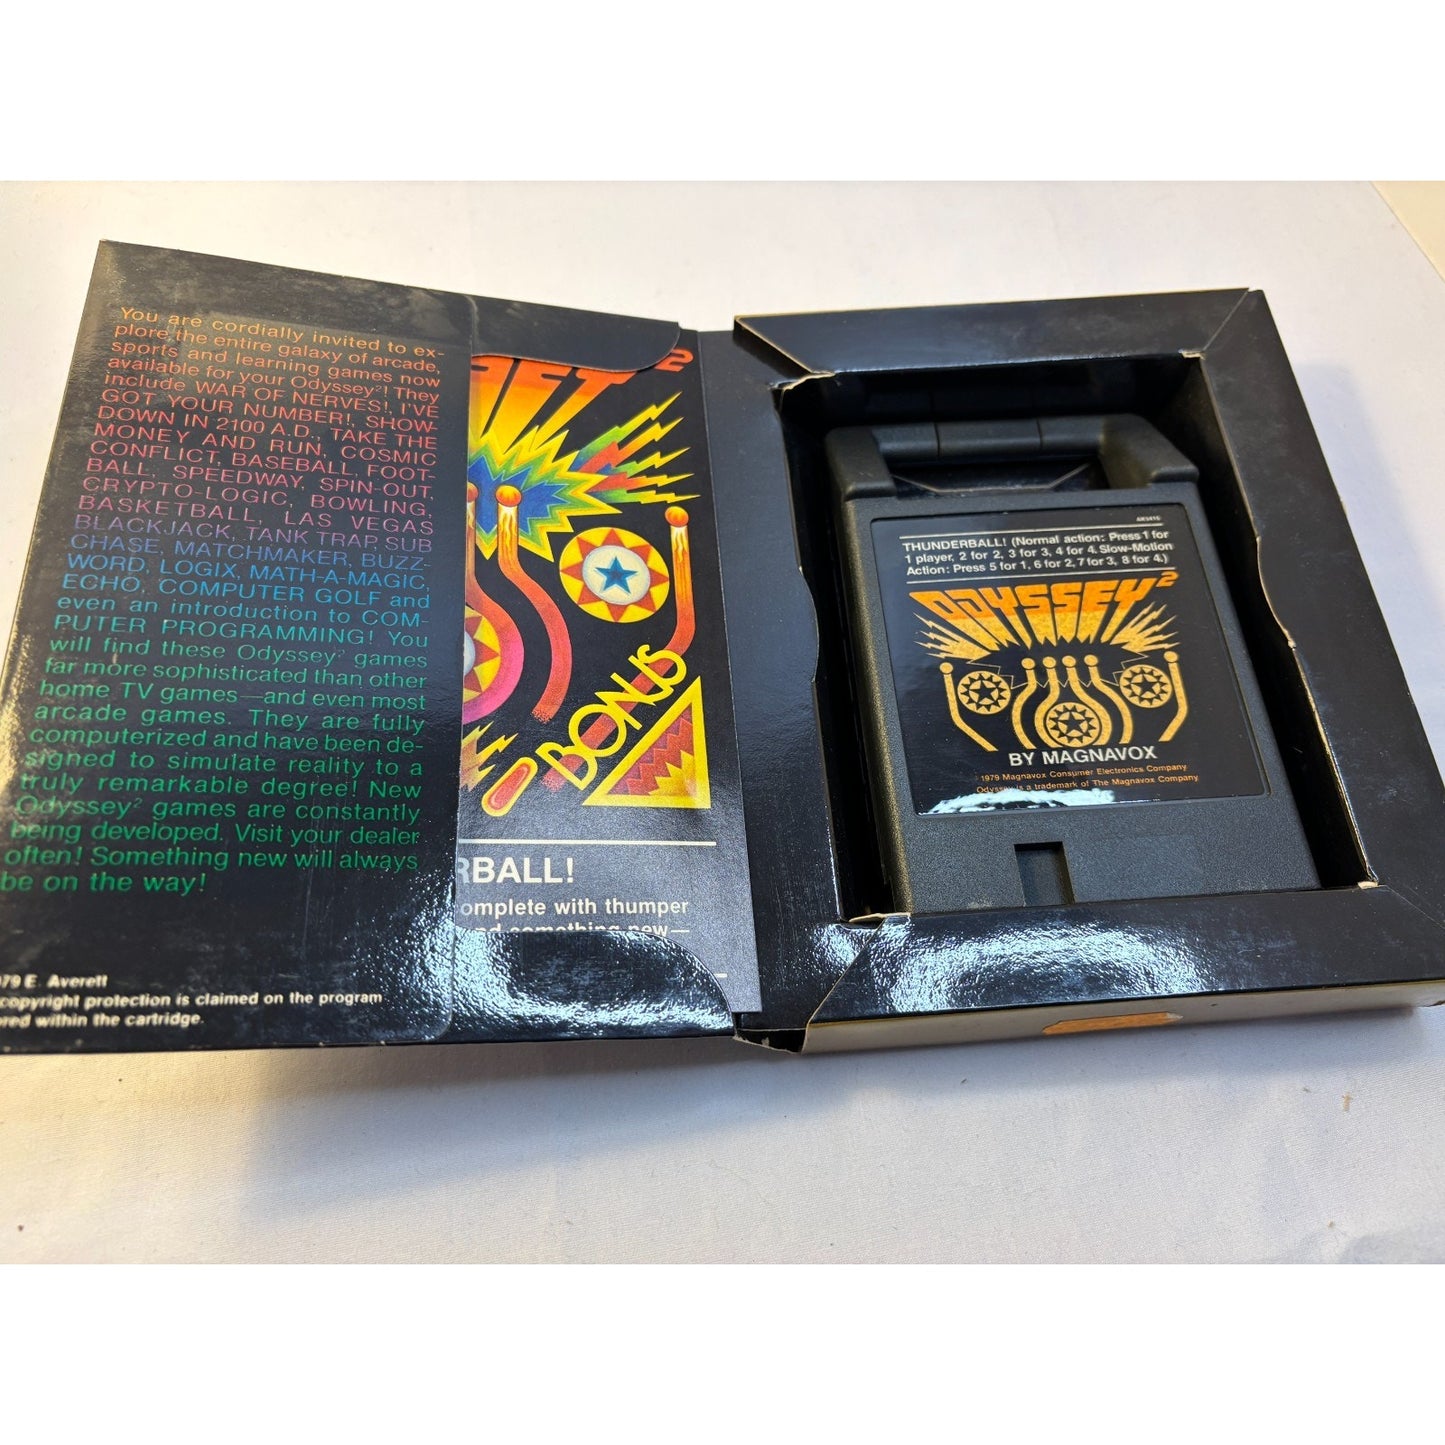 You are cordially invited to ex-
plore the entire galaxy of arcade,
sports and learning games now
available for your Odyssey²! They
include WAR OF NERVES!, I'VE
GOT YOUR NUMBER!, SHOW-
DOWN IN 2100 A.D., TAKE THE
MONEY AND RUN, COSMIC
CONFLICT, BASEBALL, FOOT-
BALL, SPEEDWAY, SPIN-OUT,
CRYPTO-LOGIC, BOWLING,
BASKETBALL, LAS VEGAS
BLACKJACK, TANK TRAP, SUB
CHASE, MATCHMAKER, BUZZ-
WORD, LOGIX, MATH-A-MAGIC,
ECHO, COMPUTER GOLF and
even an introduction to COM-
PUTER PROGRAMMING! You
will find these Odyssey² games
far more sophisticated than other
home TV games—and even most
arcade games. They are fully
computerized and have been de-
signed to simulate reality to a
truly remarkable degree! New
Odyssey² games are constantly
being developed. Visit your dealer
often! Something new will always
be on the way!
79 E. Averett
copyright protection is claimed on the program
ored within the cartridge.
2
BONUS
RBALL!
omplete with thumper
nd something new—
AK9416
THUNDERBALL! (Normal action: Press 1 for
1 player, 2 for 2, 3 for 3, 4 for 4. Slow-Motion
Action: Press 5 for 1, 6 for 2, 7 for 3, 8 for 4.)
ODYSSEY²
BY MAGNAVOX
1979 Magnavox Consumer Electronics Company
Odyssey is a trademark of The Magnavox Company